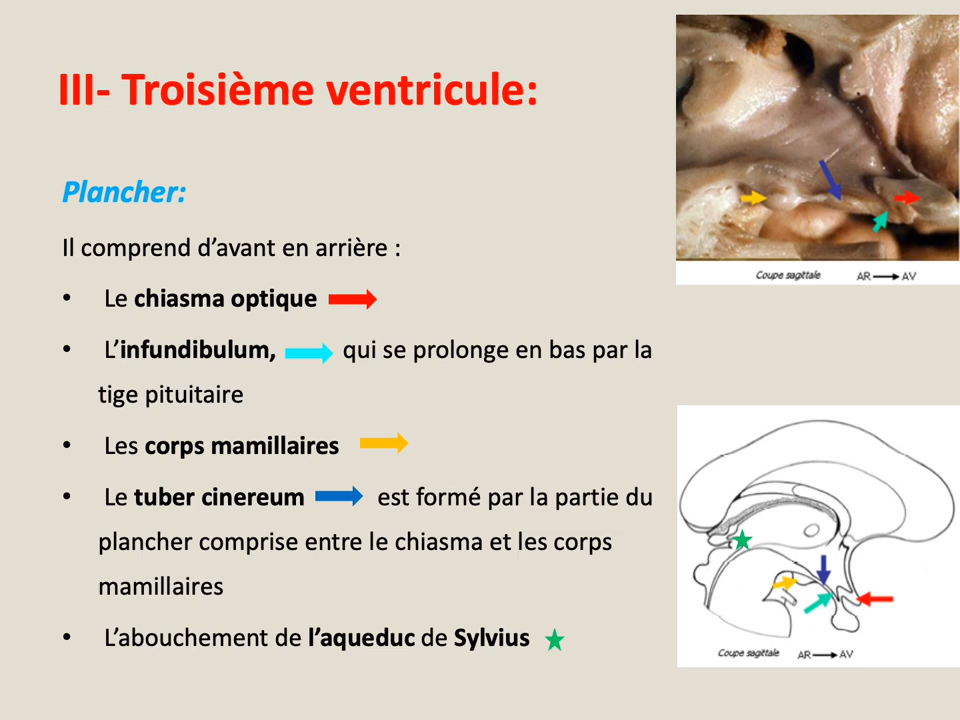 III- Troisième ventricule:
Plancher:
Il comprend d’avant en arrière :
• Le chiasma optique
• L’infundibulum, qui se prolonge en bas par la
tige pituitaire
• Les corps mamillaires
• Le tuber cinereum est formé par la partie du
plancher comprise entre le chiasma et les corps
mamillaires
• L’abouchement de l’aqueduc de Sylvius
Coupe sagittale AR → AV
Coupe sagittale AR → AV